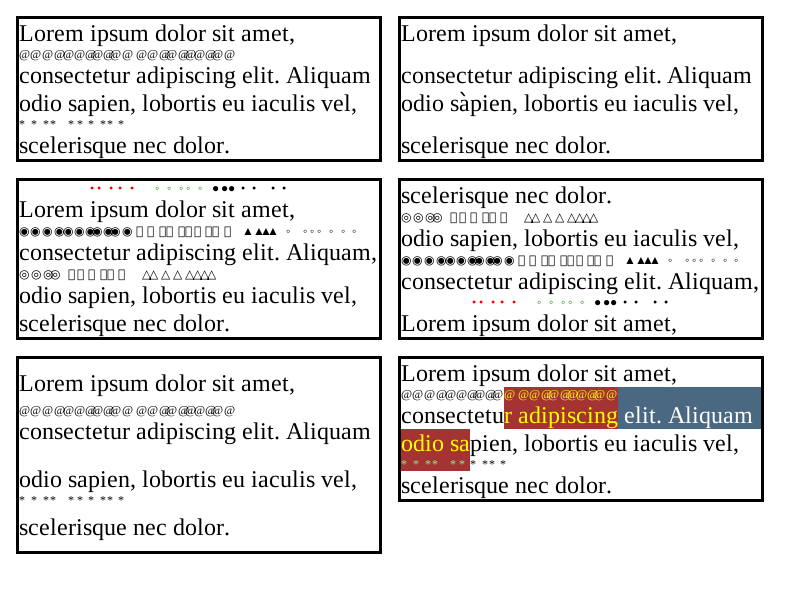 Lorem ipsum dolor sit amet,
consectetur adipiscing elit. Aliquam
odio sapien, lobortis eu iaculis vel,
scelerisque nec dolor.
Lorem ipsum dolor sit amet,
consectetur adipiscing elit. Aliquam
odio sàpien, lobortis eu iaculis vel,
scelerisque nec dolor.
Lorem ipsum dolor sit amet,
consectetur adipiscing elit. Aliquam,
odio sapien, lobortis eu iaculis vel,
scelerisque nec dolor.
scelerisque nec dolor.
odio sapien, lobortis eu iaculis vel,
consectetur adipiscing elit. Aliquam,
Lorem ipsum dolor sit amet,
Lorem ipsum dolor sit amet,
consectetur adipiscing elit. Aliquam
odio sapien, lobortis eu iaculis vel,
scelerisque nec dolor.
Lorem ipsum dolor sit amet,
consectetur adipiscing elit. Aliquam
odio sapien, lobortis eu iaculis vel,
scelerisque nec dolor.